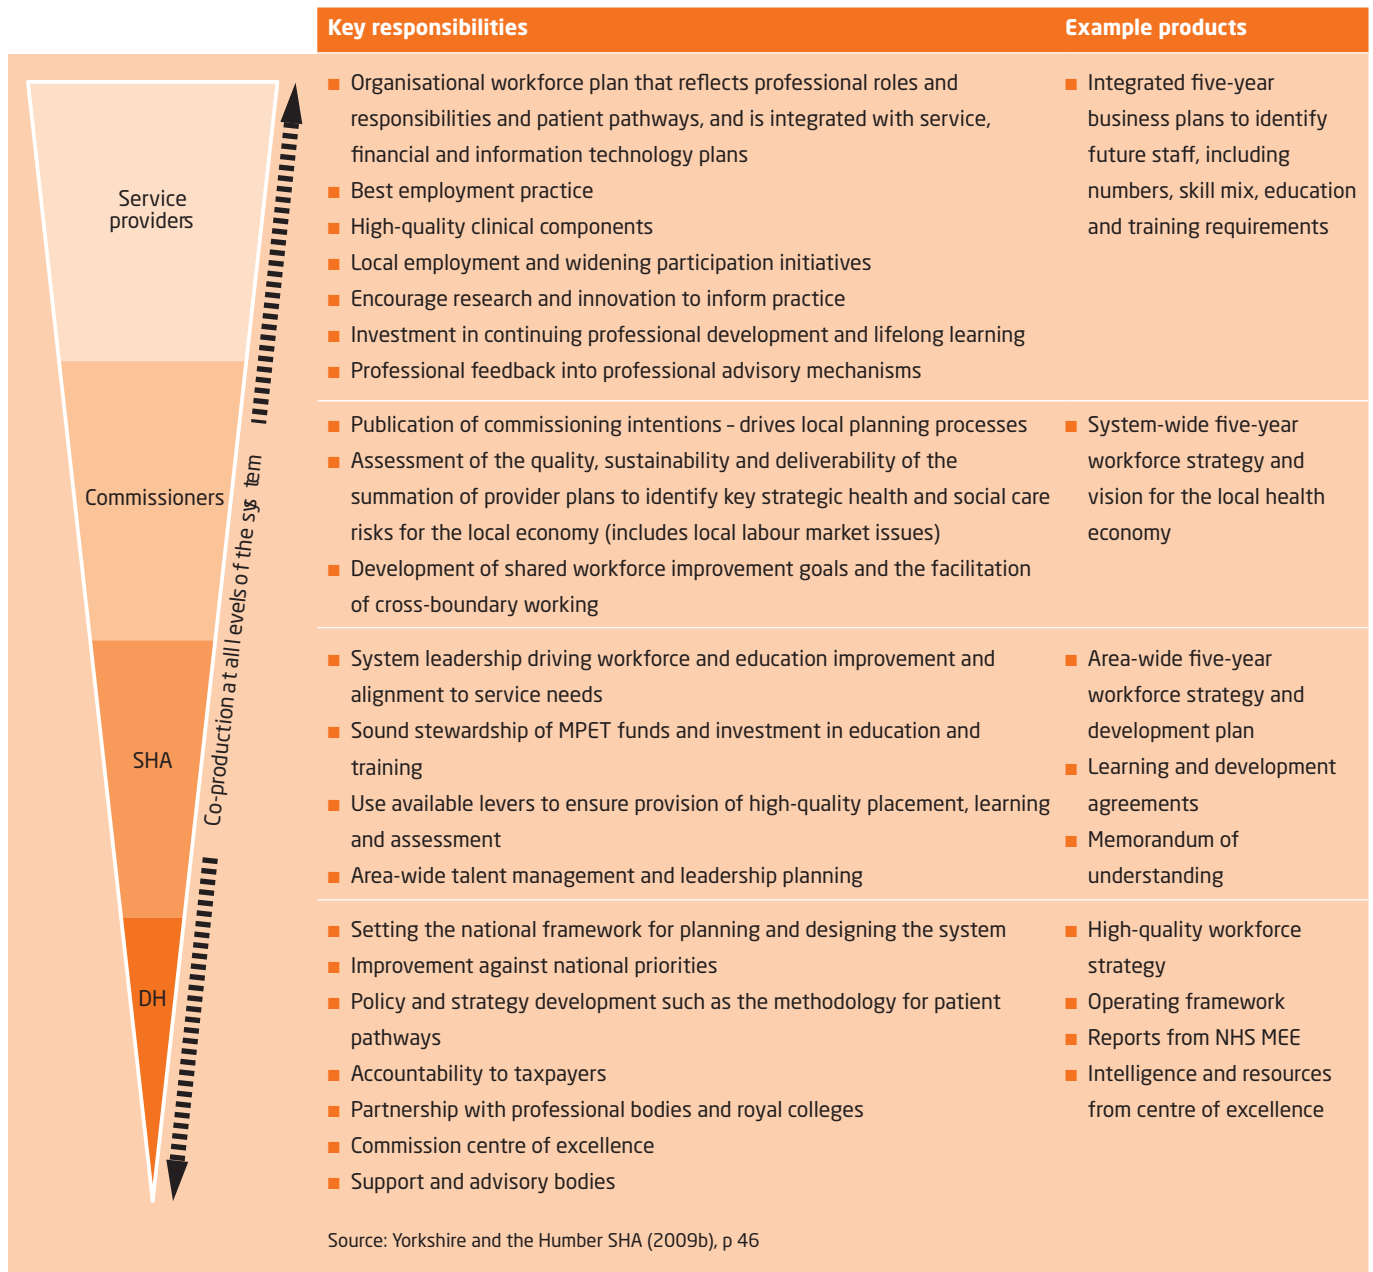 Key responsibilities
Example products
Service
providers
Commissioners
SHA
DH
Co-production at all levels of the system
■ Organisational workforce plan that reflects professional roles and
responsibilities and patient pathways, and is integrated with service,
financial and information technology plans
■ Best employment practice
■ High-quality clinical components
■ Local employment and widening participation initiatives
■ Encourage research and innovation to inform practice
■ Investment in continuing professional development and lifelong learning
■ Professional feedback into professional advisory mechanisms
■ Integrated five-year
business plans to identify
future staff, including
numbers, skill mix, education
and training requirements
■ Publication of commissioning intentions – drives local planning processes
■ Assessment of the quality, sustainability and deliverability of the
summation of provider plans to identify key strategic health and social care
risks for the local economy (includes local labour market issues)
■ Development of shared workforce improvement goals and the facilitation
of cross-boundary working
■ System-wide five-year
workforce strategy and
vision for the local health
economy
■ System leadership driving workforce and education improvement and
alignment to service needs
■ Sound stewardship of MPET funds and investment in education and
training
■ Use available levers to ensure provision of high-quality placement, learning
and assessment
■ Area-wide talent management and leadership planning
■ Area-wide five-year
workforce strategy and
development plan
■ Learning and development
agreements
■ Memorandum of
understanding
■ Setting the national framework for planning and designing the system
■ Improvement against national priorities
■ Policy and strategy development such as the methodology for patient
pathways
■ Accountability to taxpayers
■ Partnership with professional bodies and royal colleges
■ Commission centre of excellence
■ Support and advisory bodies
■ High-quality workforce
strategy
■ Operating framework
■ Reports from NHS MEE
■ Intelligence and resources
from centre of excellence
Source: Yorkshire and the Humber SHA (2009b), p 46